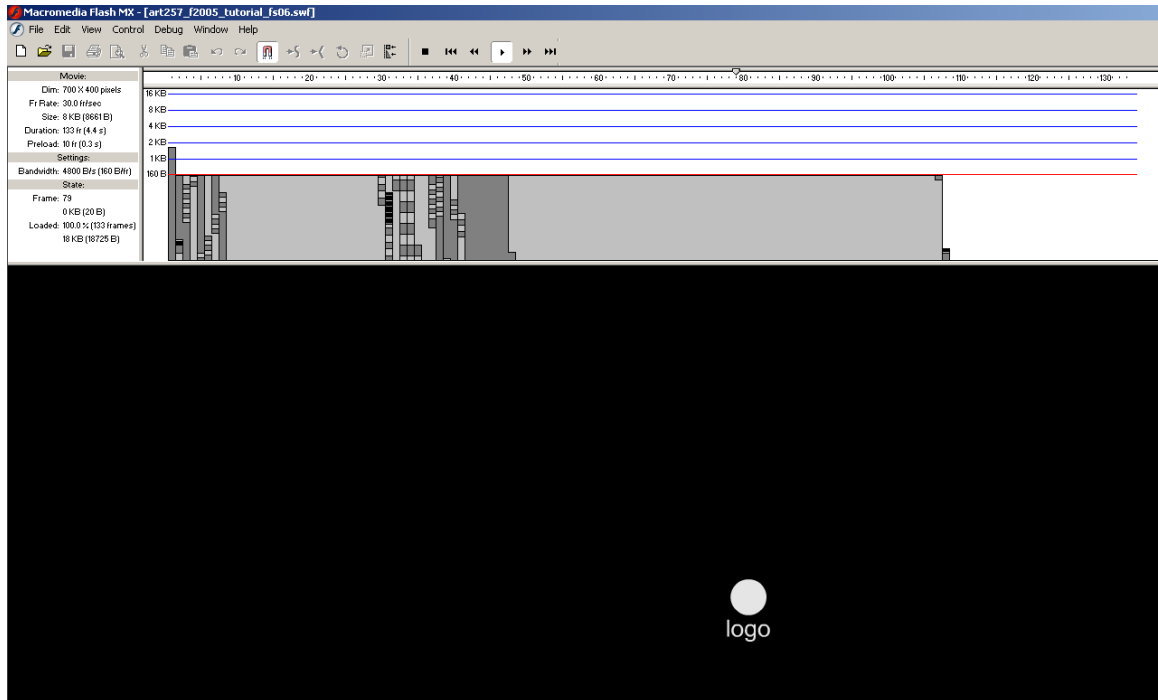 Macromedia Flash MX - [art257_f2005_tutorial_fs06.swf]
File Edit View Control Debug Window Help
Movie:
Dim: 700 X 400 pixels
Fr Rate: 30.0 fr/sec
Size: 8 KB (8661 B)
Duration: 133 fr (4.4 s)
Preload: 10 fr (0.3 s)
Settings:
Bandwidth: 4800 B/s (160 B/fr)
State:
Frame: 79
0 KB (20 B)
Loaded: 100.0 % (133 frames)
18 KB (18725 B)
10 20 30 40 50 60 70 80 90 100 110 120 130
16 KB
8 KB
4 KB
2 KB
1 KB
160 B
logo